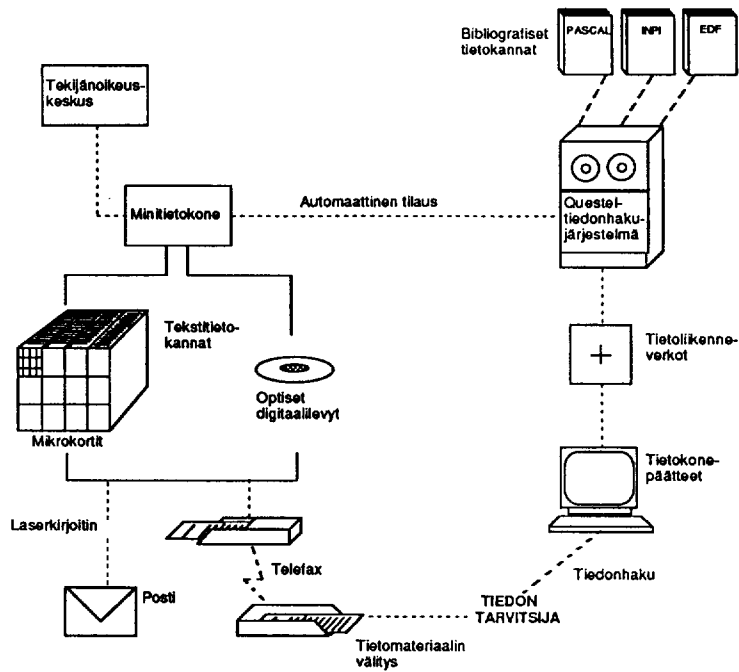 Bibliografiset
tietokannat
PASCAL
INPI
EDF
Tekijänoikeus-
keskus
Minitietokone
Automaattinen tilaus
Questel-
tiedonhaku-
järjestelmä
Tekstitieto-
kannat
Tietoliikenne-
verkot
Optiset
digitaalilevyt
Mikrokortit
Tietokone-
päätteet
Laserkirjoitin
Telefax
Tiedonhaku
Posti
TIEDON
TARVITSIJA
Tietomateriaalin
välitys